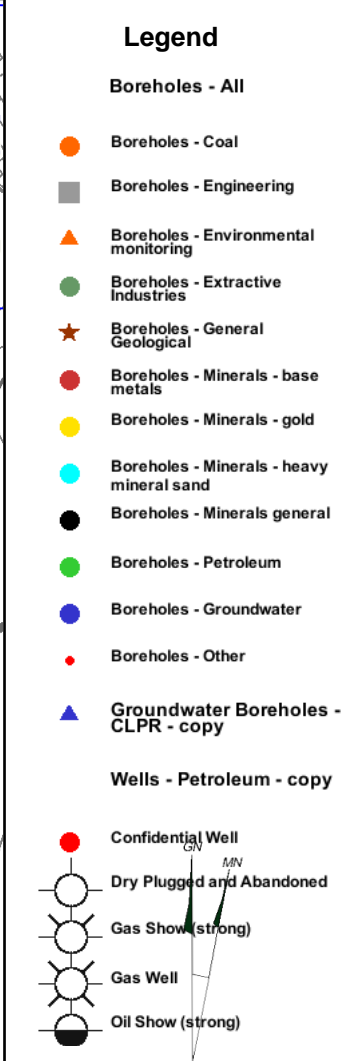 Legend
Boreholes - All
Boreholes - Coal
Boreholes - Engineering
Boreholes - Environmental
monitoring
Boreholes - Extractive
Industries
Boreholes - General
Geological
Boreholes - Minerals - base
metals
Boreholes - Minerals - gold
Boreholes - Minerals - heavy
mineral sand
Boreholes - Minerals general
Boreholes - Petroleum
Boreholes - Groundwater
Boreholes - Other
Groundwater Boreholes -
CLPR - copy
Wells - Petroleum - copy
Confidential Well
GN
MN
Dry Plugged and Abandoned
Gas Show (strong)
Gas Well
Oil Show (strong)